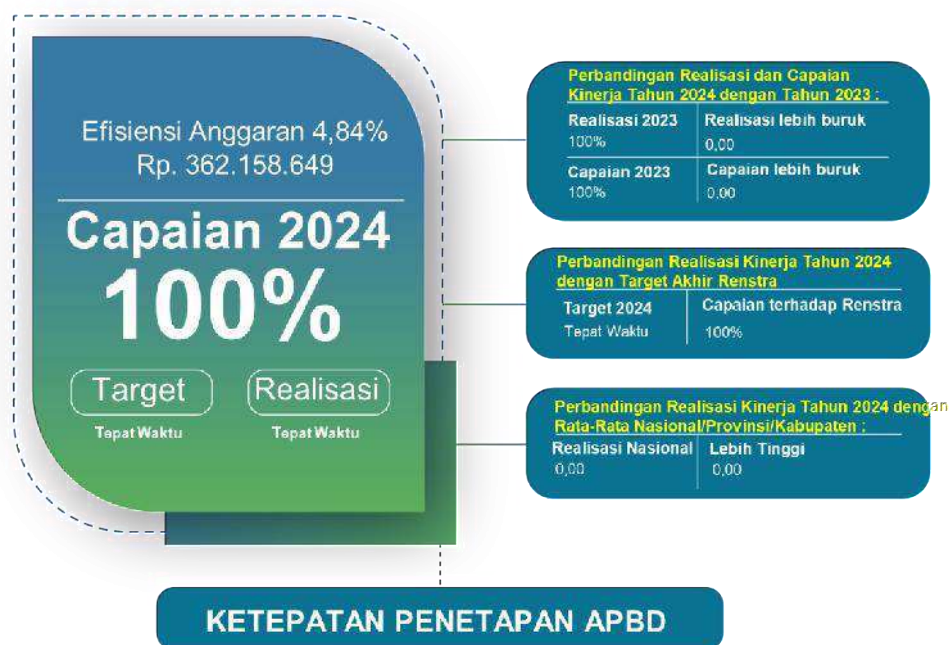 Efisiensi Anggaran 4,84%
Rp. 362.158.649
Capaian 2024
100%
Target Realisasi
Tepat Waktu Tepat Waktu
Perbandingan Realisasi dan Capaian
Kinerja Tahun 2024 dengan Tahun 2023 :
Realisasi 2023 Realisasi lebih buruk
100% 0,00
Capaian 2023 Capaian lebih buruk
100% 0,00
Perbandingan Realisasi Kinerja Tahun 2024
dengan Target Akhir Renstra
Target 2024 Capaian terhadap Renstra
Tepat Waktu 100%
Perbandingan Realisasi Kinerja Tahun 2024 dengan
Rata-Rata Nasional/Provinsi/Kabupaten :
Realisasi Nasional Lebih Tinggi
0,00 0,00
KETEPATAN PENETAPAN APBD